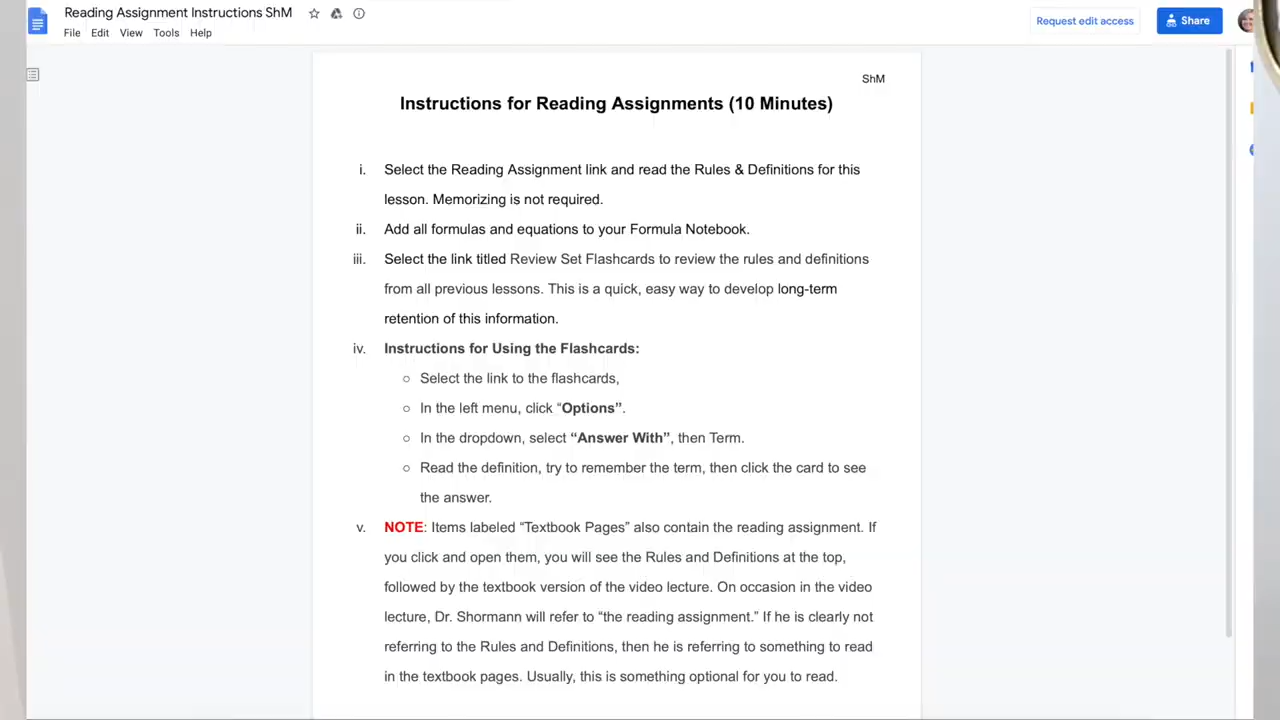 Reading Assignment Instructions ShM
File Edit View Tools Help
Request edit access
Share
ShM
Instructions for Reading Assignments (10 Minutes)
i. Select the Reading Assignment link and read the Rules & Definitions for this
lesson. Memorizing is not required.
ii. Add all formulas and equations to your Formula Notebook.
iii. Select the link titled Review Set Flashcards to review the rules and definitions
from all previous lessons. This is a quick, easy way to develop long-term
retention of this information.
iv. Instructions for Using the Flashcards:
○ Select the link to the flashcards,
○ In the left menu, click “Options”.
○ In the dropdown, select “Answer With”, then Term.
○ Read the definition, try to remember the term, then click the card to see
the answer.
v. NOTE: Items labeled “Textbook Pages” also contain the reading assignment. If
you click and open them, you will see the Rules and Definitions at the top,
followed by the textbook version of the video lecture. On occasion in the video
lecture, Dr. Shormann will refer to “the reading assignment.” If he is clearly not
referring to the Rules and Definitions, then he is referring to something to read
in the textbook pages. Usually, this is something optional for you to read.